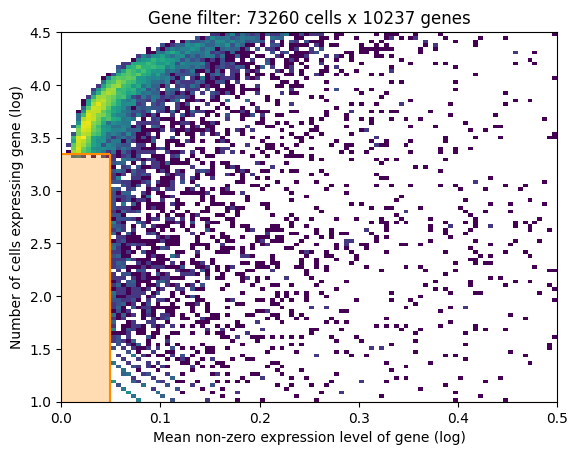 Gene filter: 73260 cells x 10237 genes
Number of cells expressing gene (log)
4.5
4.0
3.5
3.0
2.5
2.0
1.5
1.0
0.0 0.1 0.2 0.3 0.4 0.5
Mean non-zero expression level of gene (log)